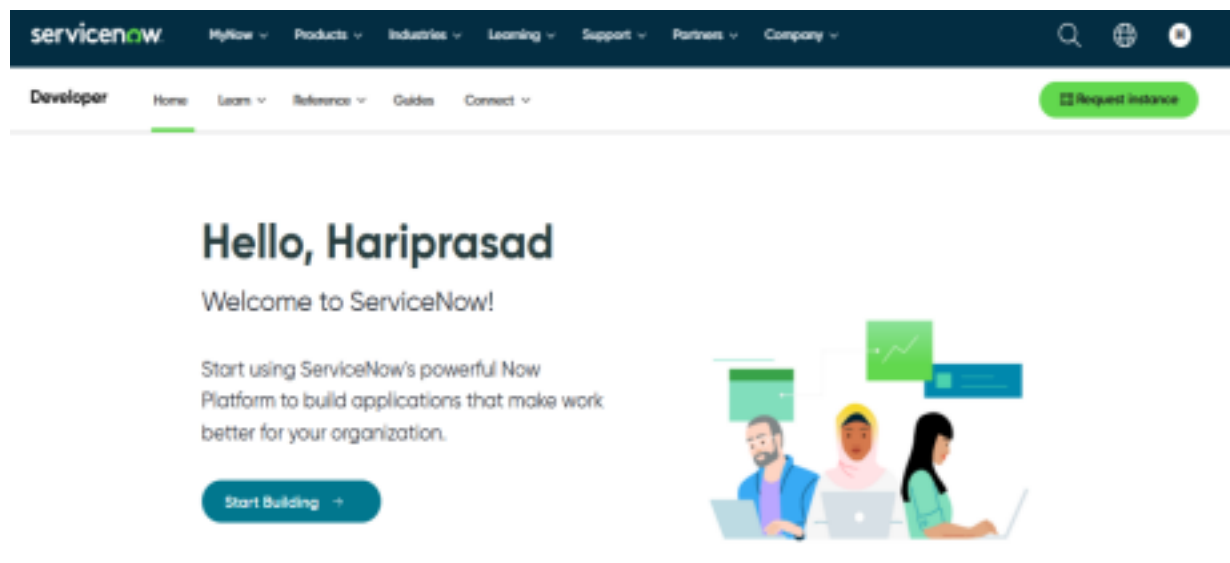 servicenow
MyNow Products Industries Learning Support Partners Company
Developer Home Learn Reference Guides Connect Request instance
Hello, Hariprasad
Welcome to ServiceNow!
Start using ServiceNow's powerful Now
Platform to build applications that make work
better for your organization.
Start Building →